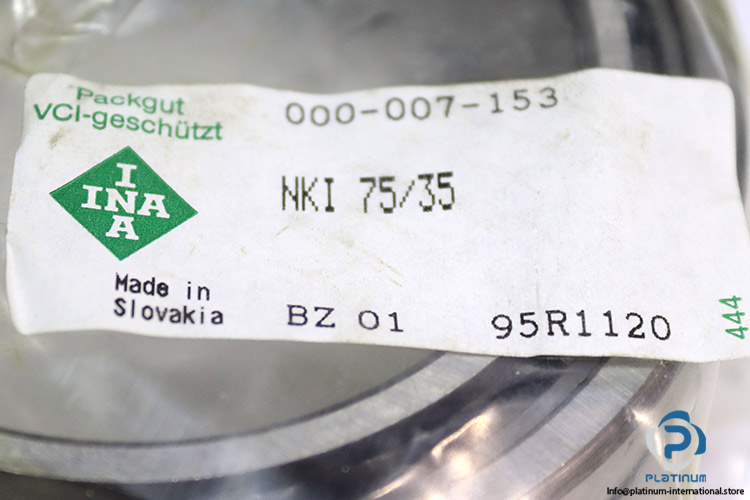 Packgut
VCI-geschützt
000-007-153
INA
INA
NKI 75/35
Made in
Slovakia
BZ 01
95R1120
444
PLATINUM
Info@platinum-international.store